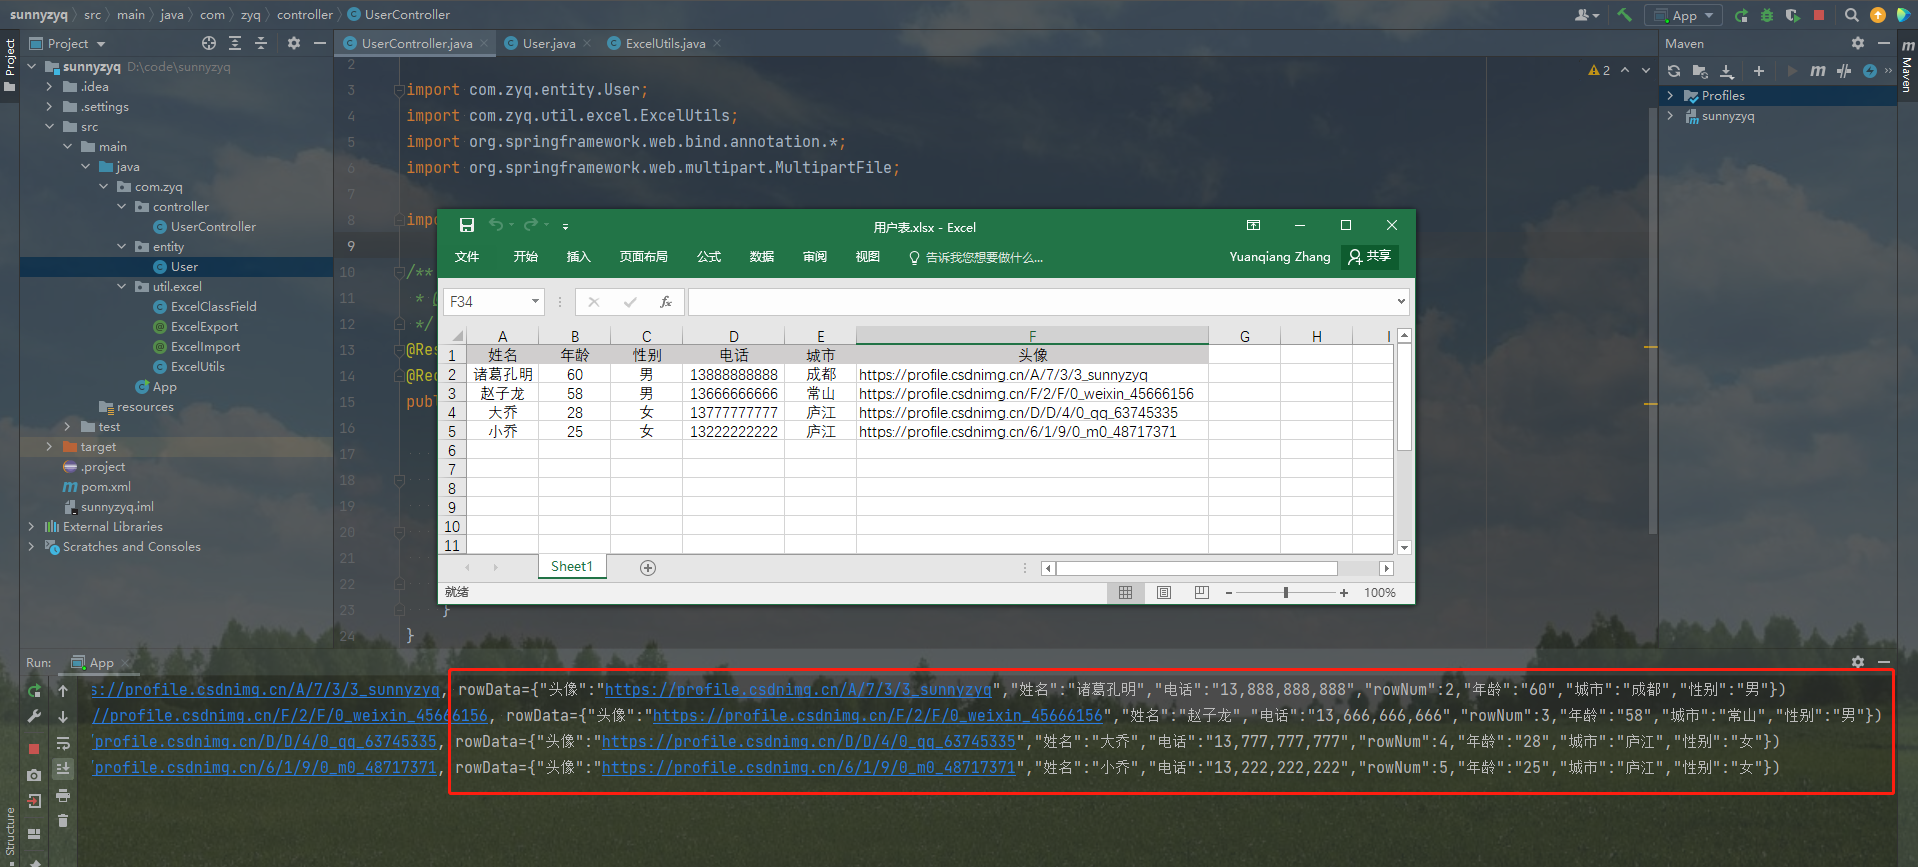 sunnyzyq src main java com zyq controller UserController
App
Project
UserController.java
User.java
ExcelUtils.java
Maven
Project
Maven
sunnyzyq D:\code\sunnyzyq
.idea
.settings
src
main
java
com.zyq
controller
UserController
entity
User
util.excel
ExcelClassField
ExcelExport
ExcelImport
ExcelUtils
App
resources
test
target
.project
pom.xml
sunnyzyq.iml
External Libraries
Scratches and Consoles
2
3 import com.zyq.entity.User;
4 import com.zyq.util.excel.ExcelUtils;
5 import org.springframework.web.bind.annotation.*;
6 import org.springframework.web.multipart.MultipartFile;
7
8 impo
9
10 /**
11 *
12 */
13 @Res
14 @Req
15 publ
16
17
18
19
20
21
22
23 }
24 }
2
Profiles
sunnyzyq
用户表.xlsx - Excel
文件 开始 插入 页面布局 公式 数据 审阅 视图 告诉我您想要做什么... Yuanqiang Zhang 共享
F34 fx
A B C D E F G H I
1 姓名 年龄 性别 电话 城市 头像
2 诸葛孔明 60 男 13888888888 成都 https://profile.csdnimg.cn/A/7/3/3_sunnyzyq
3 赵子龙 58 男 13666666666 常山 https://profile.csdnimg.cn/F/2/F/0_weixin_45666156
4 大乔 28 女 13777777777 庐江 https://profile.csdnimg.cn/D/D/4/0_qq_63745335
5 小乔 25 女 13222222222 庐江 https://profile.csdnimg.cn/6/1/9/0_m0_48717371
6
7
8
9
10
11
Sheet1
就绪 100%
Run: App
s://profile.csdnimg.cn/A/7/3/3_sunnyzyq, rowData={"头像":"https://profile.csdnimg.cn/A/7/3/3_sunnyzyq","姓名":"诸葛孔明","电话":"13,888,888,888","rowNum":2,"年龄":"60","城市":"成都","性别":"男"})
//profile.csdnimg.cn/F/2/F/0_weixin_45666156, rowData={"头像":"https://profile.csdnimg.cn/F/2/F/0_weixin_45666156","姓名":"赵子龙","电话":"13,666,666,666","rowNum":3,"年龄":"58","城市":"常山","性别":"男"})
/profile.csdnimg.cn/D/D/4/0_qq_63745335, rowData={"头像":"https://profile.csdnimg.cn/D/D/4/0_qq_63745335","姓名":"大乔","电话":"13,777,777,777","rowNum":4,"年龄":"28","城市":"庐江","性别":"女"})
/profile.csdnimg.cn/6/1/9/0_m0_48717371, rowData={"头像":"https://profile.csdnimg.cn/6/1/9/0_m0_48717371","姓名":"小乔","电话":"13,222,222,222","rowNum":5,"年龄":"25","城市":"庐江","性别":"女"})
Structure